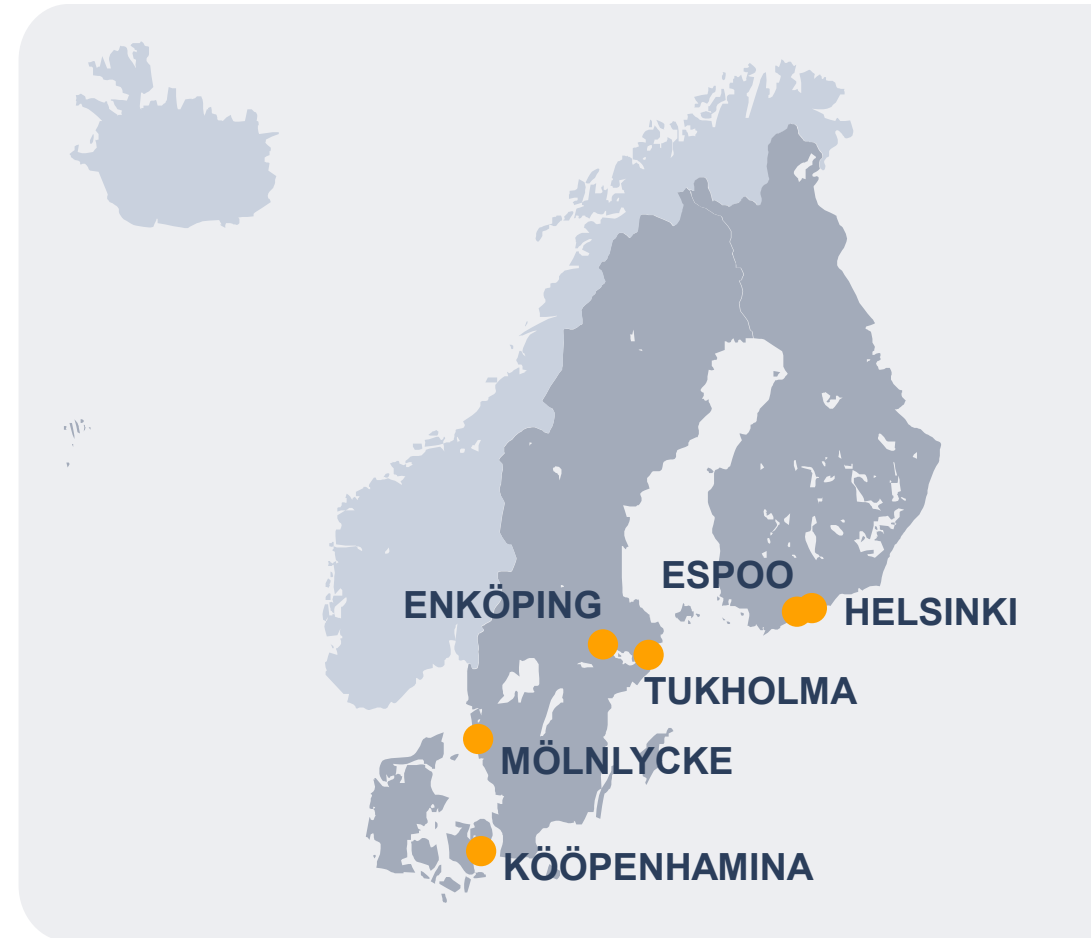 ESPOO
ENKÖPING
HELSINKI
TUKHOLMA
MÖLNLYCKE
KÖÖPENHAMINA